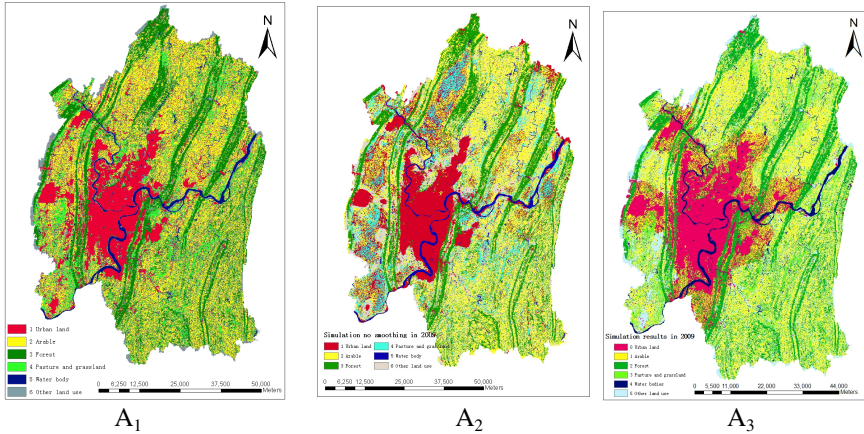 N
1 Urban land
2 Arable
3 Forest
4 Pasture and grassland
5 Water body
6 Other land use
0 6,250 12,500 25,000 37,500 50,000
Meters
A1
N
Simulation no smoothing in 2009
1 Urban land
2 Arable
3 Forest
4 Pasture and grassland
5 Water body
6 Other land use
0 6,250 12,500 25,000 37,500 50,000
Meters
A2
N
Simulation results in 2009
0 Urban land
1 Arable
2 Forest
3 Pasture and grassland
4 Water bodies
5 Other land use
0 5,500 11,000 22,000 33,000 44,000
Meters
A3